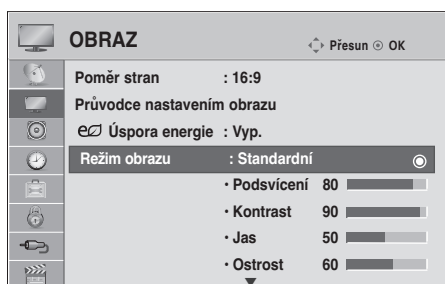 OBRAZ
Přesun OK
Poměr stran : 16:9
Průvodce nastavením obrazu
Úspora energie : Vyp.
Režim obrazu : Standardní
• Podsvícení 80
• Kontrast 90
• Jas 50
• Ostrost 60